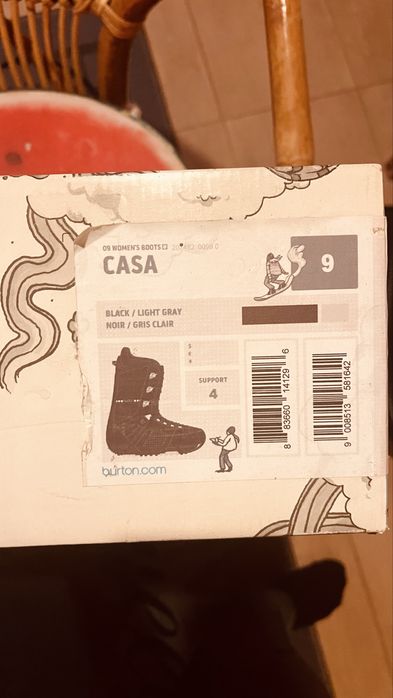 09 WOMEN'S BOOTS
CASA
9
BLACK / LIGHT GRAY
NOIR / GRIS CLAIR
SUPPORT
4
8 83660 14129 6
9 008513 581642
burton.com